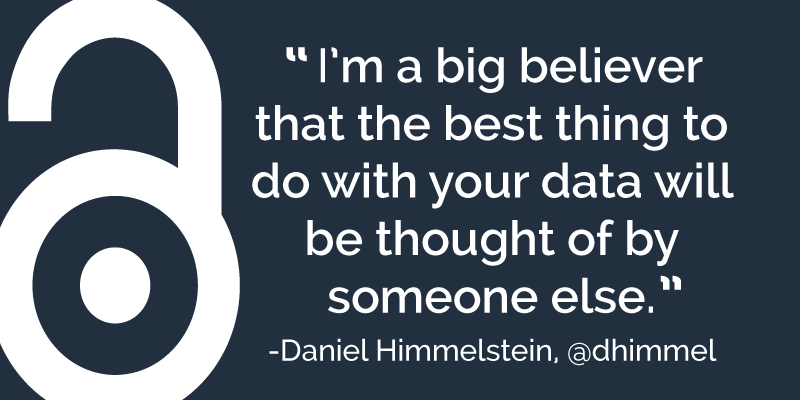 “I’m a big believer
that the best thing to
do with your data will
be thought of by
someone else.”
-Daniel Himmelstein, @dhimmel